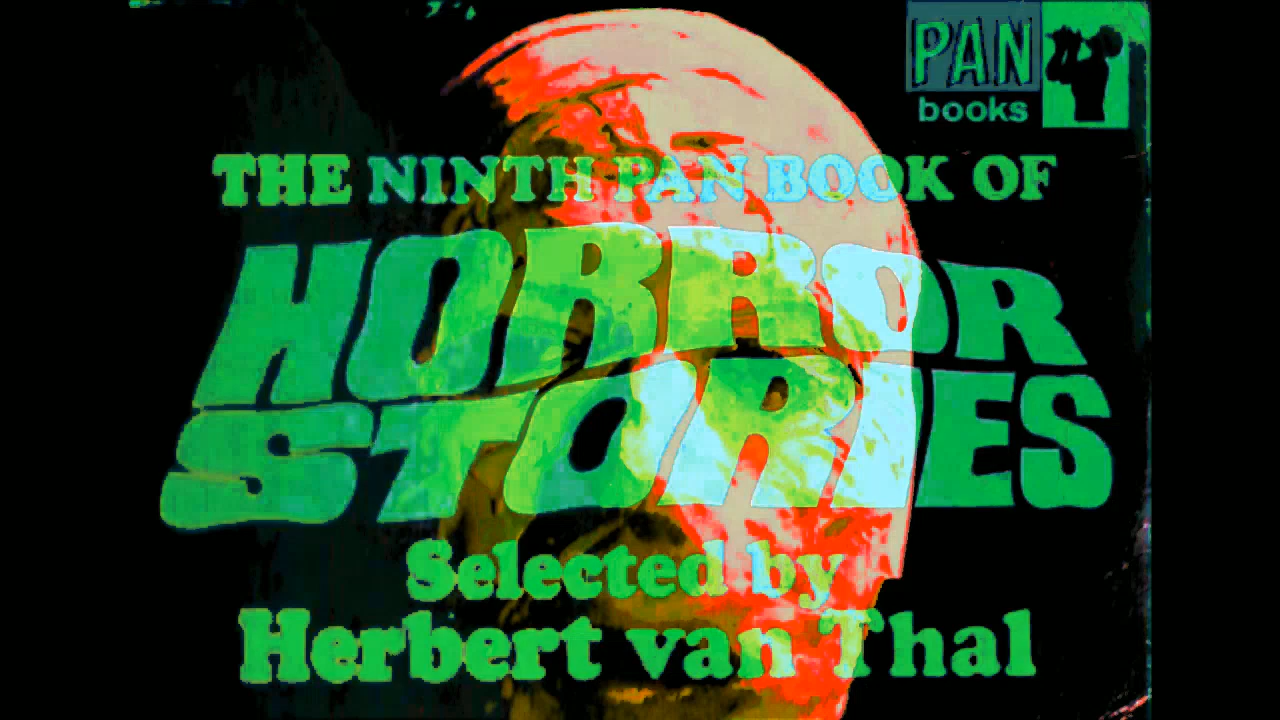 PAN
books
THE NINTH PAN BOOK OF
HORROR
STORIES
Selected by
Herbert van Thal